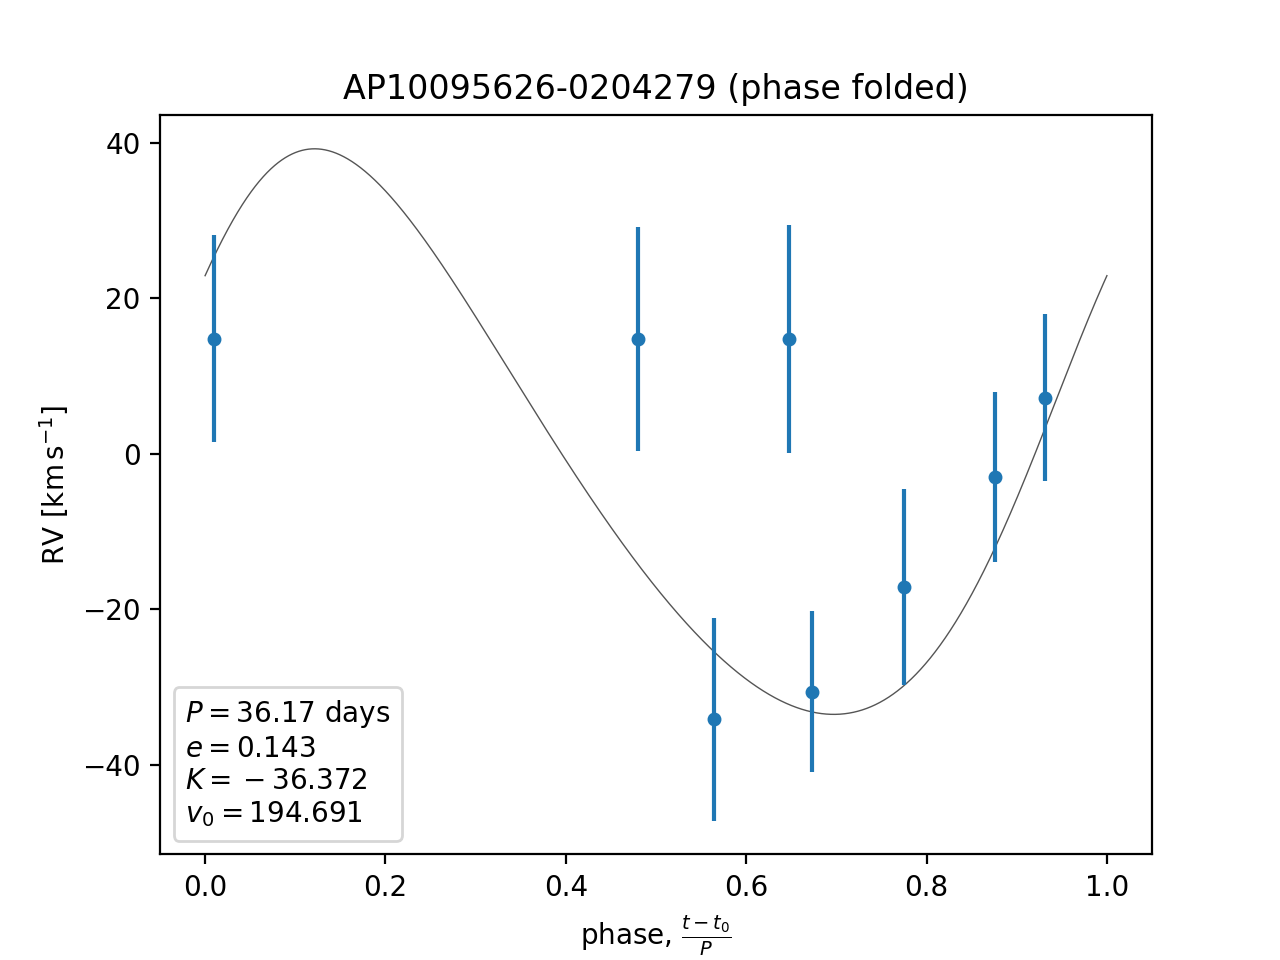 AP10095626-0204279 (phase folded)
40
20
0
−20
−40
RV [km s⁻¹]
P = 36.17 days
e = 0.143
K = −36.372
v₀ = 194.691
0.0 0.2 0.4 0.6 0.8 1.0
phase, (t − t₀)/P